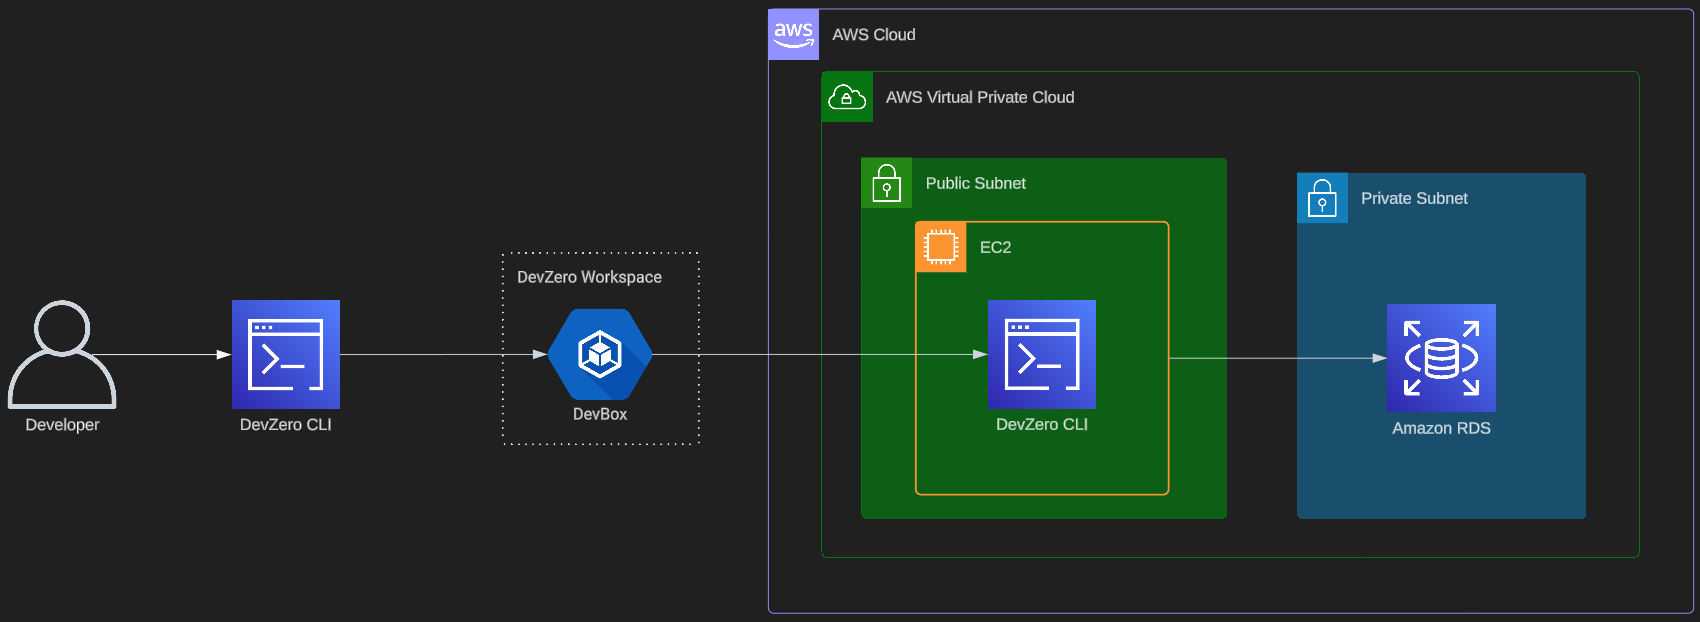 aws
AWS Cloud
AWS Virtual Private Cloud
Public Subnet
Private Subnet
EC2
DevZero Workspace
Developer
DevZero CLI
DevBox
DevZero CLI
Amazon RDS